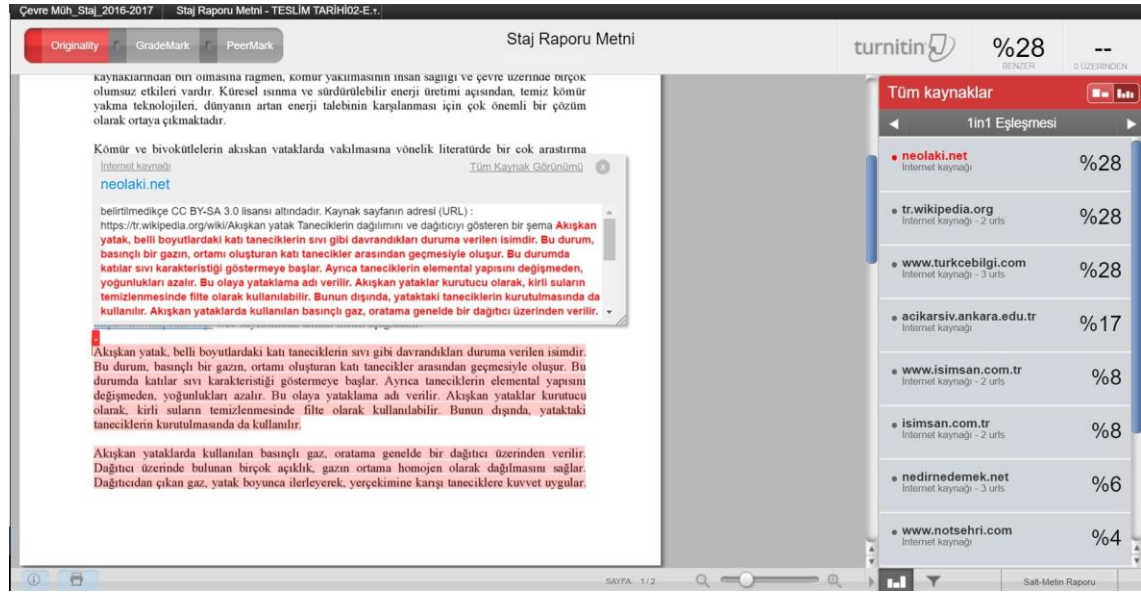 Çevre Müh_Staj_2016-2017 Staj Raporu Metni - TESLİM TARİHİ02-E.
Originality GradeMark PeerMark
Staj Raporu Metni
turnitin
%28
BENZER
--
0 ÜZERİNDEN
kaynaklarından biri olmasına rağmen, kömür yakılmasının insan sağlığı ve çevre üzerinde birçok
olumsuz etkileri vardır. Küresel ısınma ve sürdürülebilir enerji üretimi açısından, temiz kömür
yakma teknolojileri, dünyanın artan enerji talebinin karşılanması için çok önemli bir çözüm
olarak ortaya çıkmaktadır.
Kömür ve biyokütlelerin akışkan yataklarda yakılmasına yönelik literatürde bir çok araştırma
İnternet kaynağı Tüm Kaynak Görünümü
neolaki.net
belirtilmedikçe CC BY-SA 3.0 lisansı altındadır. Kaynak sayfanın adresi (URL) :
https://tr.wikipedia.org/wiki/Akışkan yatak Taneciklerin dağılımını ve dağıtıcıyı gösteren bir şema Akışkan
yatak, belli boyutlardaki katı taneciklerin sıvı gibi davrandıkları duruma verilen isimdir. Bu durum,
basınçlı bir gazın, ortamı oluşturan katı tanecikler arasından geçmesiyle oluşur. Bu durumda
katılar sıvı karakteristiği göstermeye başlar. Ayrıca taneciklerin elemental yapısını değişmeden,
yoğunlukları azalır. Bu olaya yataklama adı verilir. Akışkan yataklar kurutucu olarak, kirli suların
temizlenmesinde filte olarak kullanılabilir. Bunun dışında, yataktaki taneciklerin kurutulmasında da
kullanılır. Akışkan yataklarda kullanılan basınçlı gaz, oratama genelde bir dağıtıcı üzerinden verilir.
Akışkan yatak, belli boyutlardaki katı taneciklerin sıvı gibi davrandıkları duruma verilen isimdir.
Bu durum, basınçlı bir gazın, ortamı oluşturan katı tanecikler arasından geçmesiyle oluşur. Bu
durumda katılar sıvı karakteristiği göstermeye başlar. Ayrıca taneciklerin elemental yapısını
değişmeden, yoğunlukları azalır. Bu olaya yataklama adı verilir. Akışkan yataklar kurutucu
olarak, kirli suların temizlenmesinde filte olarak kullanılabilir. Bunun dışında, yataktaki
taneciklerin kurutulmasında da kullanılır.
Akışkan yataklarda kullanılan basınçlı gaz, oratama genelde bir dağıtıcı üzerinden verilir.
Dağıtıcı üzerinde bulunan birçok açıklık, gazın ortama homojen olarak dağılmasını sağlar.
Dağıtıcıdan çıkan gaz, yatak boyunca ilerleyerek, yerçekimine karşı taneciklere kuvvet uygular.
Tüm kaynaklar
1in1 Eşleşmesi
neolaki.net %28
İnternet kaynağı
tr.wikipedia.org %28
İnternet kaynağı - 2 urls
www.turkcebilgi.com %28
İnternet kaynağı - 3 urls
acikarsiv.ankara.edu.tr %17
İnternet kaynağı
www.isimsan.com.tr %8
İnternet kaynağı - 2 urls
isimsan.com.tr %8
İnternet kaynağı - 2 urls
nedirnedemek.net %6
İnternet kaynağı - 3 urls
www.notsehri.com %4
İnternet kaynağı
SAYFA: 1/2
Salt-Metin Raporu